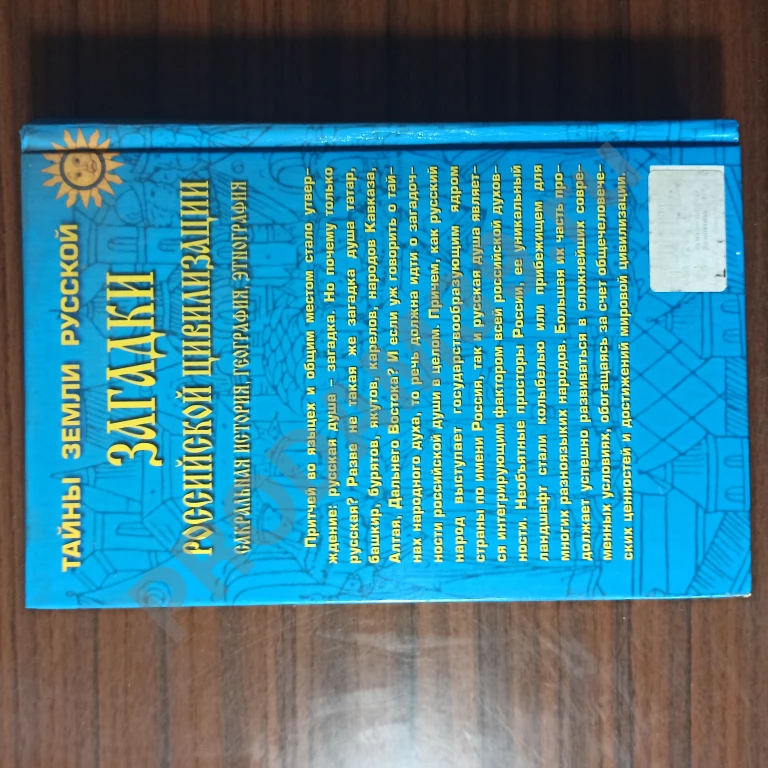 ТАЙНЫ ЗЕМЛИ РУССКОЙ
ЗАГАДКИ
РОССИЙСКОЙ ЦИВИЛИЗАЦИИ
САКРАЛЬНАЯ ИСТОРИЯ, ГЕОГРАФИЯ, ЭТНОГРАФИЯ
Притчей во языцех и общим местом стало утвер–
ждение: русская душа – загадка. Но почему только
русская? Разве не такая же загадка душа татар,
башкир, бурятов, якутов, карелов, народов Кавказа,
Алтая, Дальнего Востока? И если уж говорить о тай–
нах народного духа, то речь должна идти о загадоч–
ности российской души в целом. Причем, как русский
народ выступает государствообразующим ядром
страны по имени Россия, так и русская душа являет–
ся интегрирующим фактором всей российской духов–
ности. Необъятные просторы России, ее уникальный
ландшафт стали колыбелью или прибежищем для
многих разноязыких народов. Большая их часть про–
должает успешно развиваться в сложнейших совре–
менных условиях, обогащаясь за счет общечеловече–
ских ценностей и достижений мировой цивилизации.